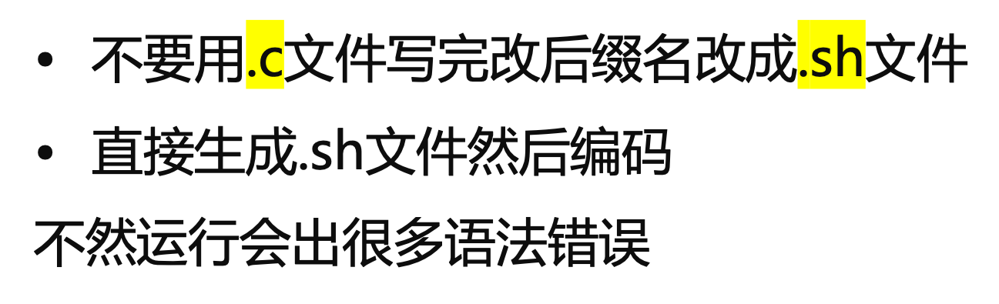 • 不要用.c文件写完改后缀名改成.sh文件
• 直接生成.sh文件然后编码
不然运行会出很多语法错误